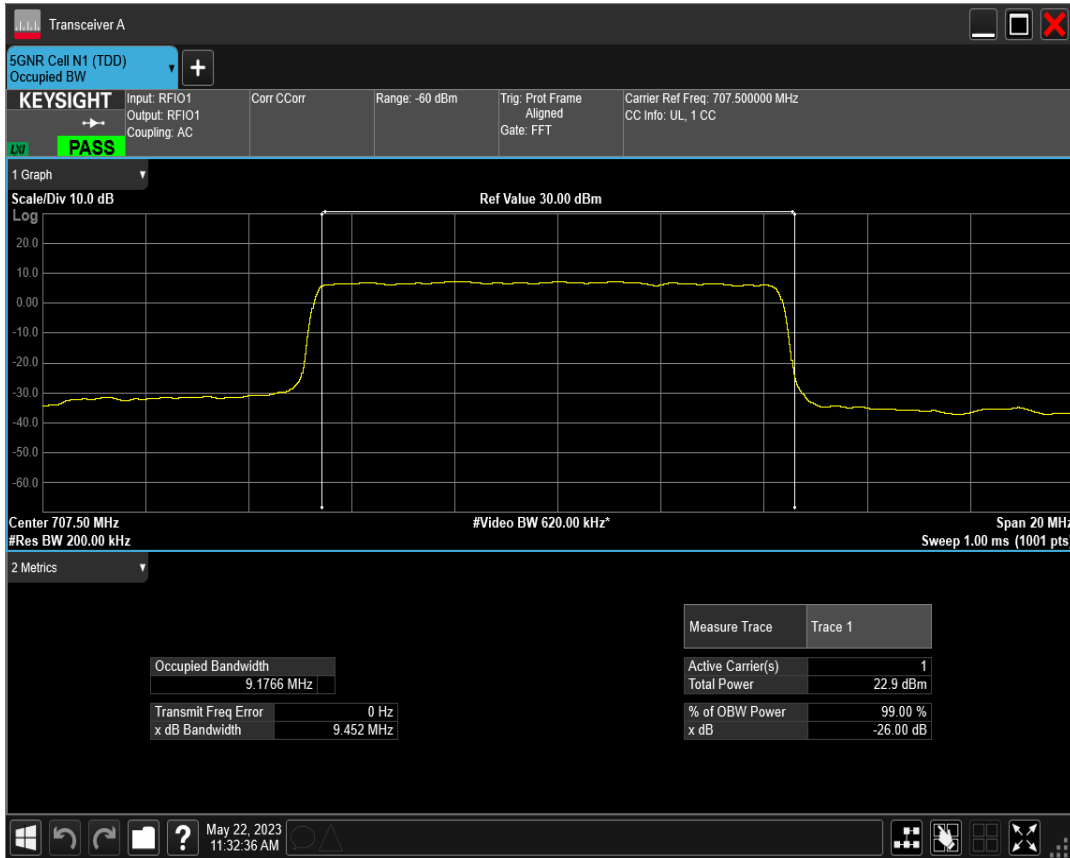 Transceiver A
5GNR Cell N1 (TDD)
Occupied BW
+
KEYSIGHT
LXI
PASS
Input: RFIO1
Output: RFIO1
Coupling: AC
Corr CCorr
Range: -60 dBm
Trig: Prot Frame
Aligned
Gate: FFT
Carrier Ref Freq: 707.500000 MHz
CC Info: UL, 1 CC
1 Graph
Scale/Div 10.0 dB
Ref Value 30.00 dBm
Log
20.0
10.0
0.00
-10.0
-20.0
-30.0
-40.0
-50.0
-60.0
Center 707.50 MHz
#Video BW 620.00 kHz*
Span 20 MHz
#Res BW 200.00 kHz
Sweep 1.00 ms (1001 pts)
2 Metrics
Measure Trace Trace 1
Occupied Bandwidth
9.1766 MHz
Active Carrier(s) 1
Total Power 22.9 dBm
Transmit Freq Error 0 Hz
x dB Bandwidth 9.452 MHz
% of OBW Power 99.00 %
x dB -26.00 dB
?
May 22, 2023
11:32:36 AM